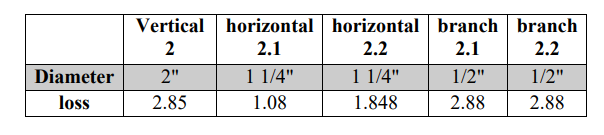 Vertical horizontal horizontal branch branch
2 2.1 2.2 2.1 2.2
Diameter 2" 1 1/4" 1 1/4" 1/2" 1/2"
loss 2.85 1.08 1.848 2.88 2.88